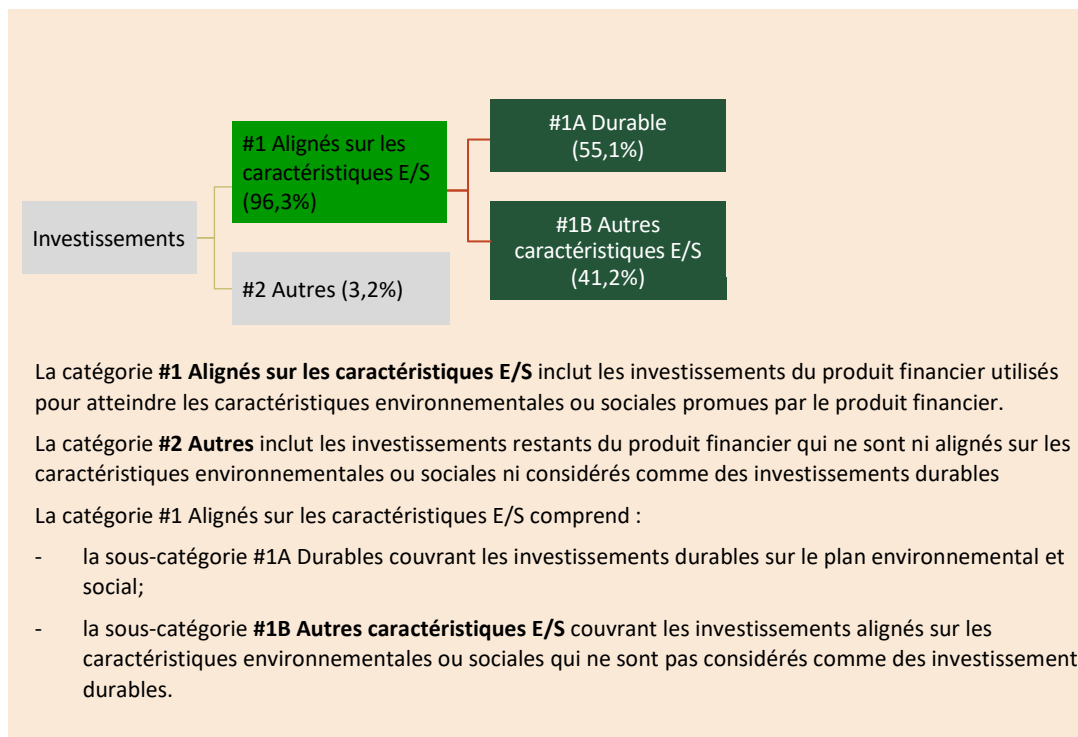 #1A Durable
(55,1%)
#1 Alignés sur les
caractéristiques E/S
(96,3%)
#1B Autres
caractéristiques E/S
(41,2%)
Investissements
#2 Autres (3,2%)
La catégorie #1 Alignés sur les caractéristiques E/S inclut les investissements du produit financier utilisés
pour atteindre les caractéristiques environnementales ou sociales promues par le produit financier.
La catégorie #2 Autres inclut les investissements restants du produit financier qui ne sont ni alignés sur les
caractéristiques environnementales ou sociales ni considérés comme des investissements durables
La catégorie #1 Alignés sur les caractéristiques E/S comprend :
- la sous-catégorie #1A Durables couvrant les investissements durables sur le plan environnemental et
social;
- la sous-catégorie #1B Autres caractéristiques E/S couvrant les investissements alignés sur les
caractéristiques environnementales ou sociales qui ne sont pas considérés comme des investissement
durables.